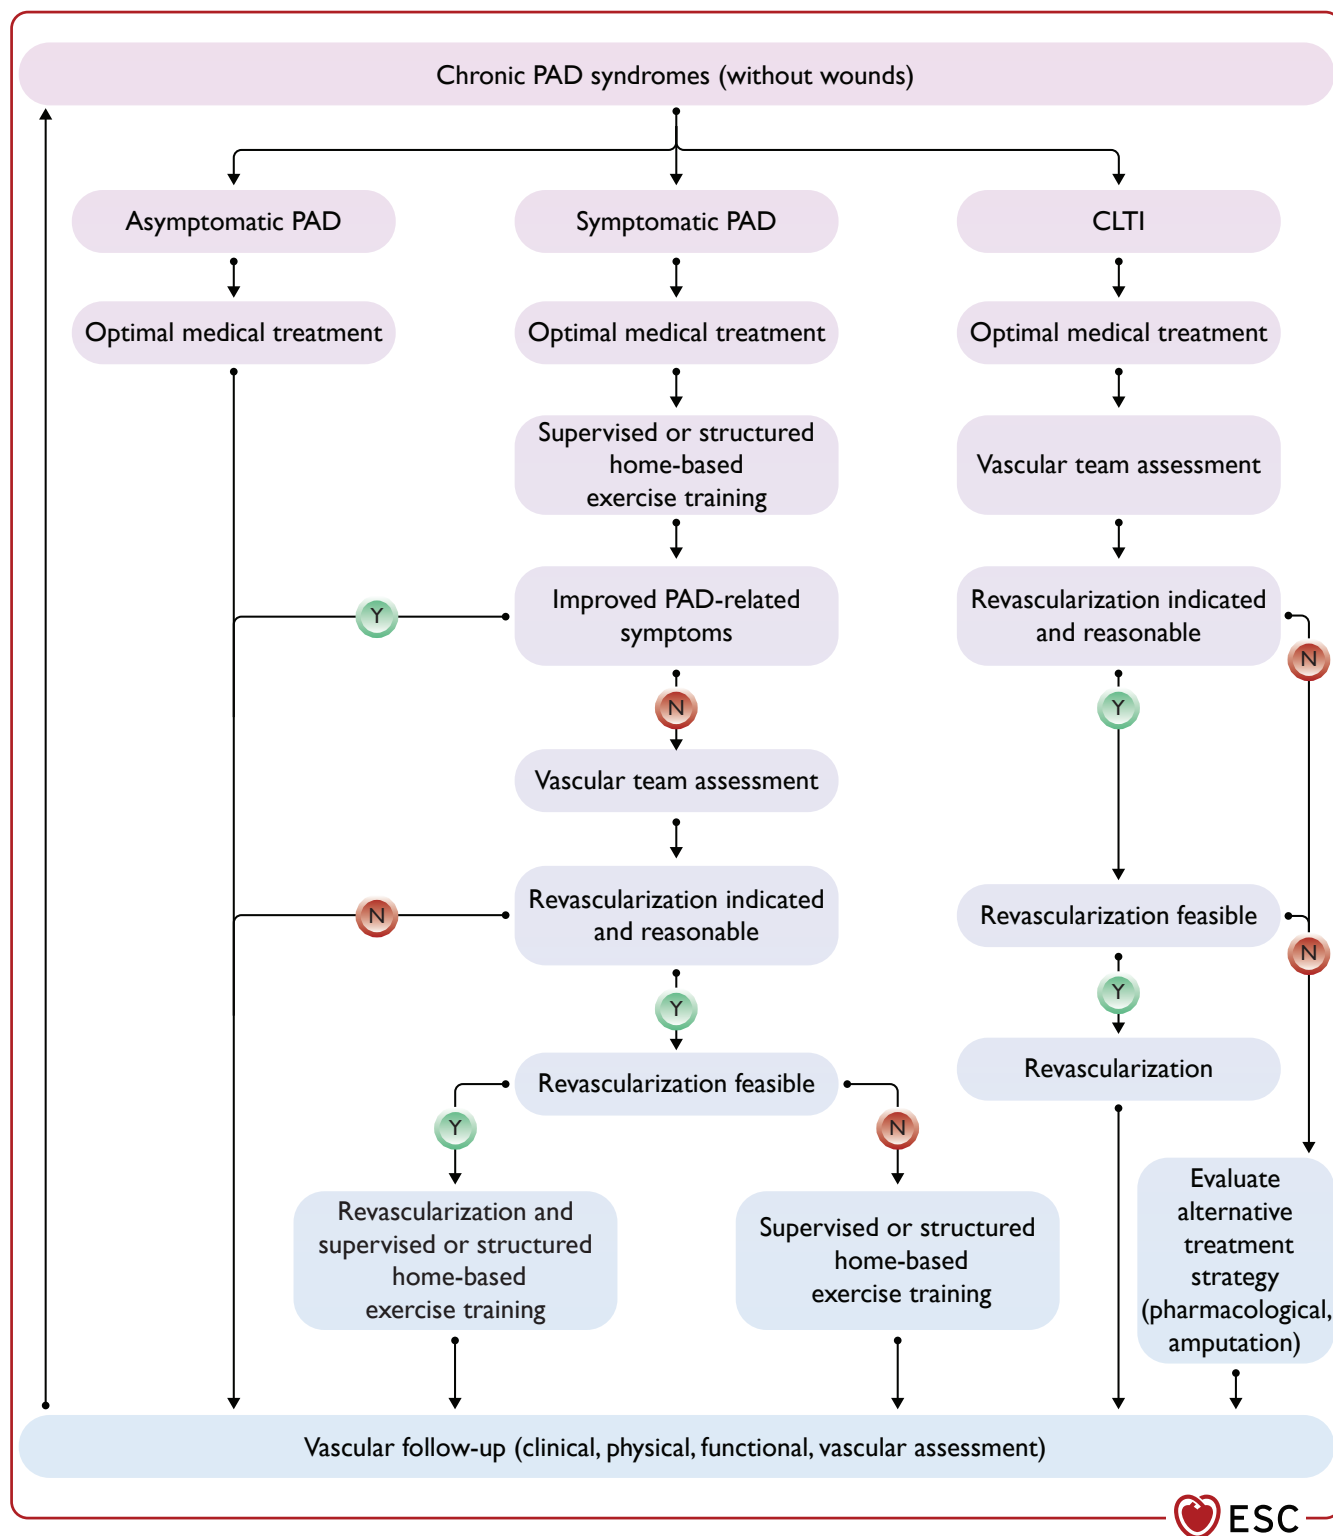 Chronic PAD syndromes (without wounds)
Asymptomatic PAD
Symptomatic PAD
CLTI
Optimal medical treatment
Optimal medical treatment
Optimal medical treatment
Supervised or structured
home-based
exercise training
Vascular team assessment
Improved PAD-related
symptoms
Revascularization indicated
and reasonable
Y
N
N
Y
Vascular team assessment
Revascularization indicated
and reasonable
Revascularization feasible
N
N
Y
Y
Revascularization feasible
Revascularization
Y
N
Revascularization and
supervised or structured
home-based
exercise training
Supervised or structured
home-based
exercise training
Evaluate
alternative
treatment
strategy
(pharmacological,
amputation)
Vascular follow-up (clinical, physical, functional, vascular assessment)
ESC